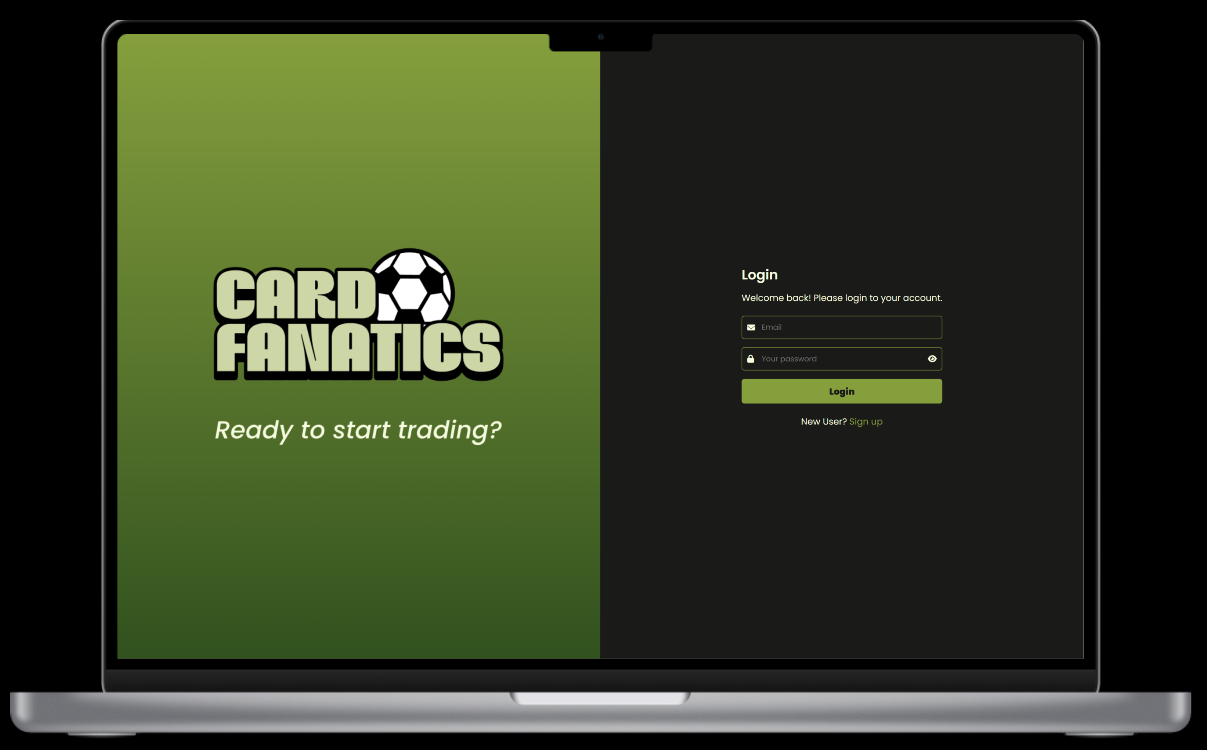 CARD
FANATICS
Ready to start trading?
Login
Welcome back! Please login to your account.
Email
Your password
Login
New User? Sign up